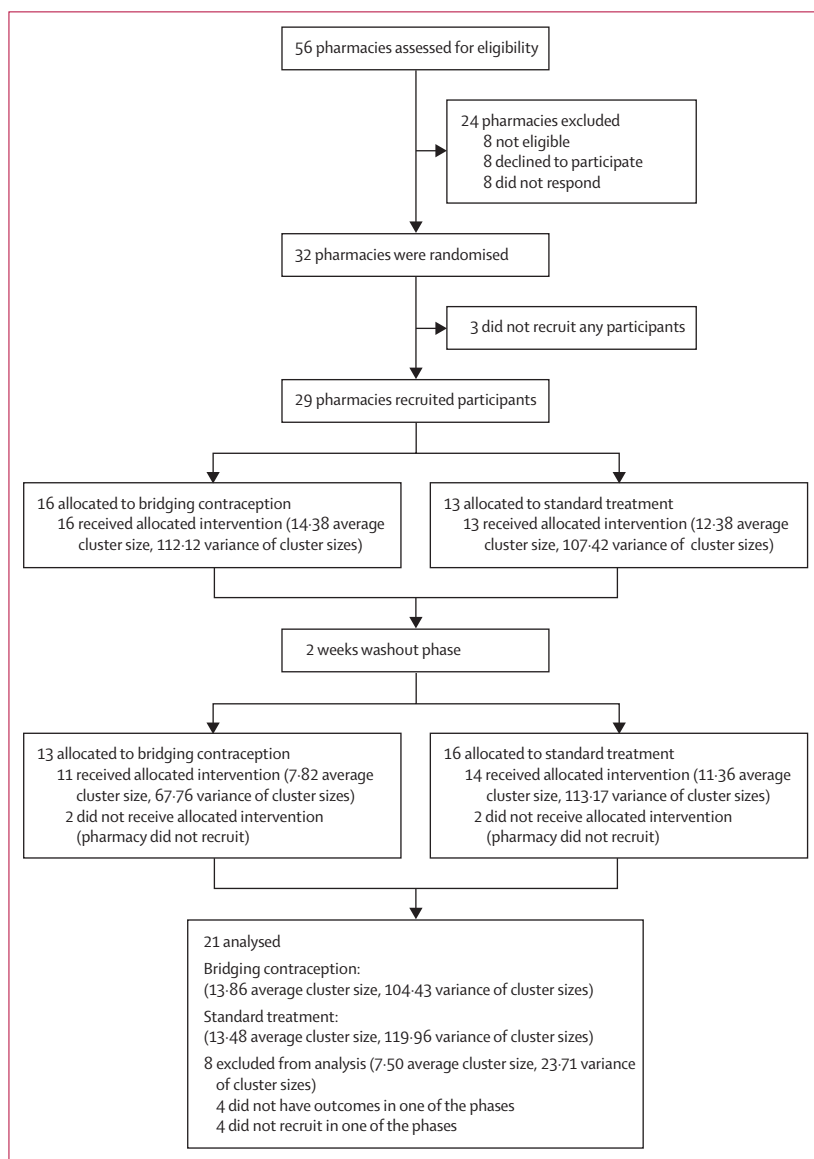 56 pharmacies assessed for eligibility
24 pharmacies excluded
8 not eligible
8 declined to participate
8 did not respond
32 pharmacies were randomised
3 did not recruit any participants
29 pharmacies recruited participants
16 allocated to bridging contraception
16 received allocated intervention (14·38 average
cluster size, 112·12 variance of cluster sizes)
13 allocated to standard treatment
13 received allocated intervention (12·38 average
cluster size, 107·42 variance of cluster sizes)
2 weeks washout phase
13 allocated to bridging contraception
11 received allocated intervention (7·82 average
cluster size, 67·76 variance of cluster sizes)
2 did not receive allocated intervention
(pharmacy did not recruit)
16 allocated to standard treatment
14 received allocated intervention (11·36 average
cluster size, 113·17 variance of cluster sizes)
2 did not receive allocated intervention
(pharmacy did not recruit)
21 analysed
Bridging contraception:
(13·86 average cluster size, 104·43 variance of cluster sizes)
Standard treatment:
(13·48 average cluster size, 119·96 variance of cluster sizes)
8 excluded from analysis (7·50 average cluster size, 23·71 variance
of cluster sizes)
4 did not have outcomes in one of the phases
4 did not recruit in one of the phases